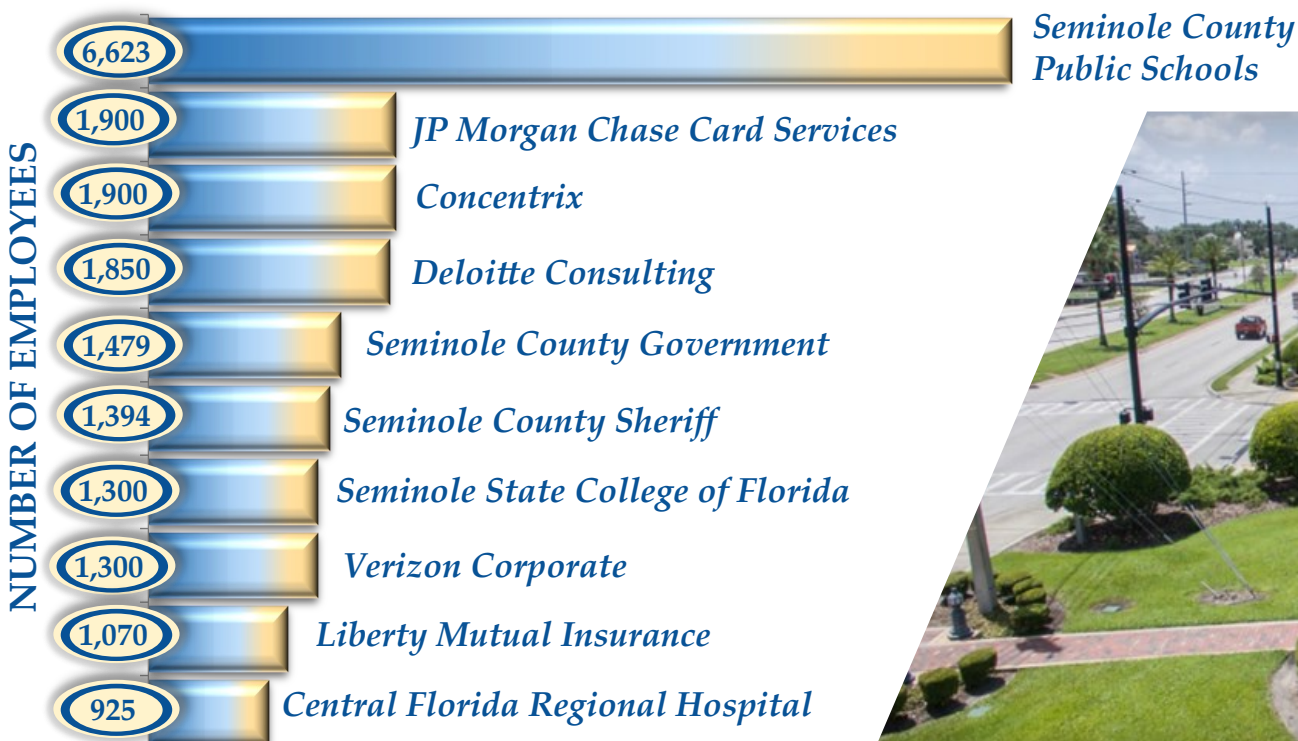 NUMBER OF EMPLOYEES
6,623
Seminole County
Public Schools
1,900
JP Morgan Chase Card Services
1,900
Concentrix
1,850
Deloitte Consulting
1,479
Seminole County Government
1,394
Seminole County Sheriff
1,300
Seminole State College of Florida
1,300
Verizon Corporate
1,070
Liberty Mutual Insurance
925
Central Florida Regional Hospital